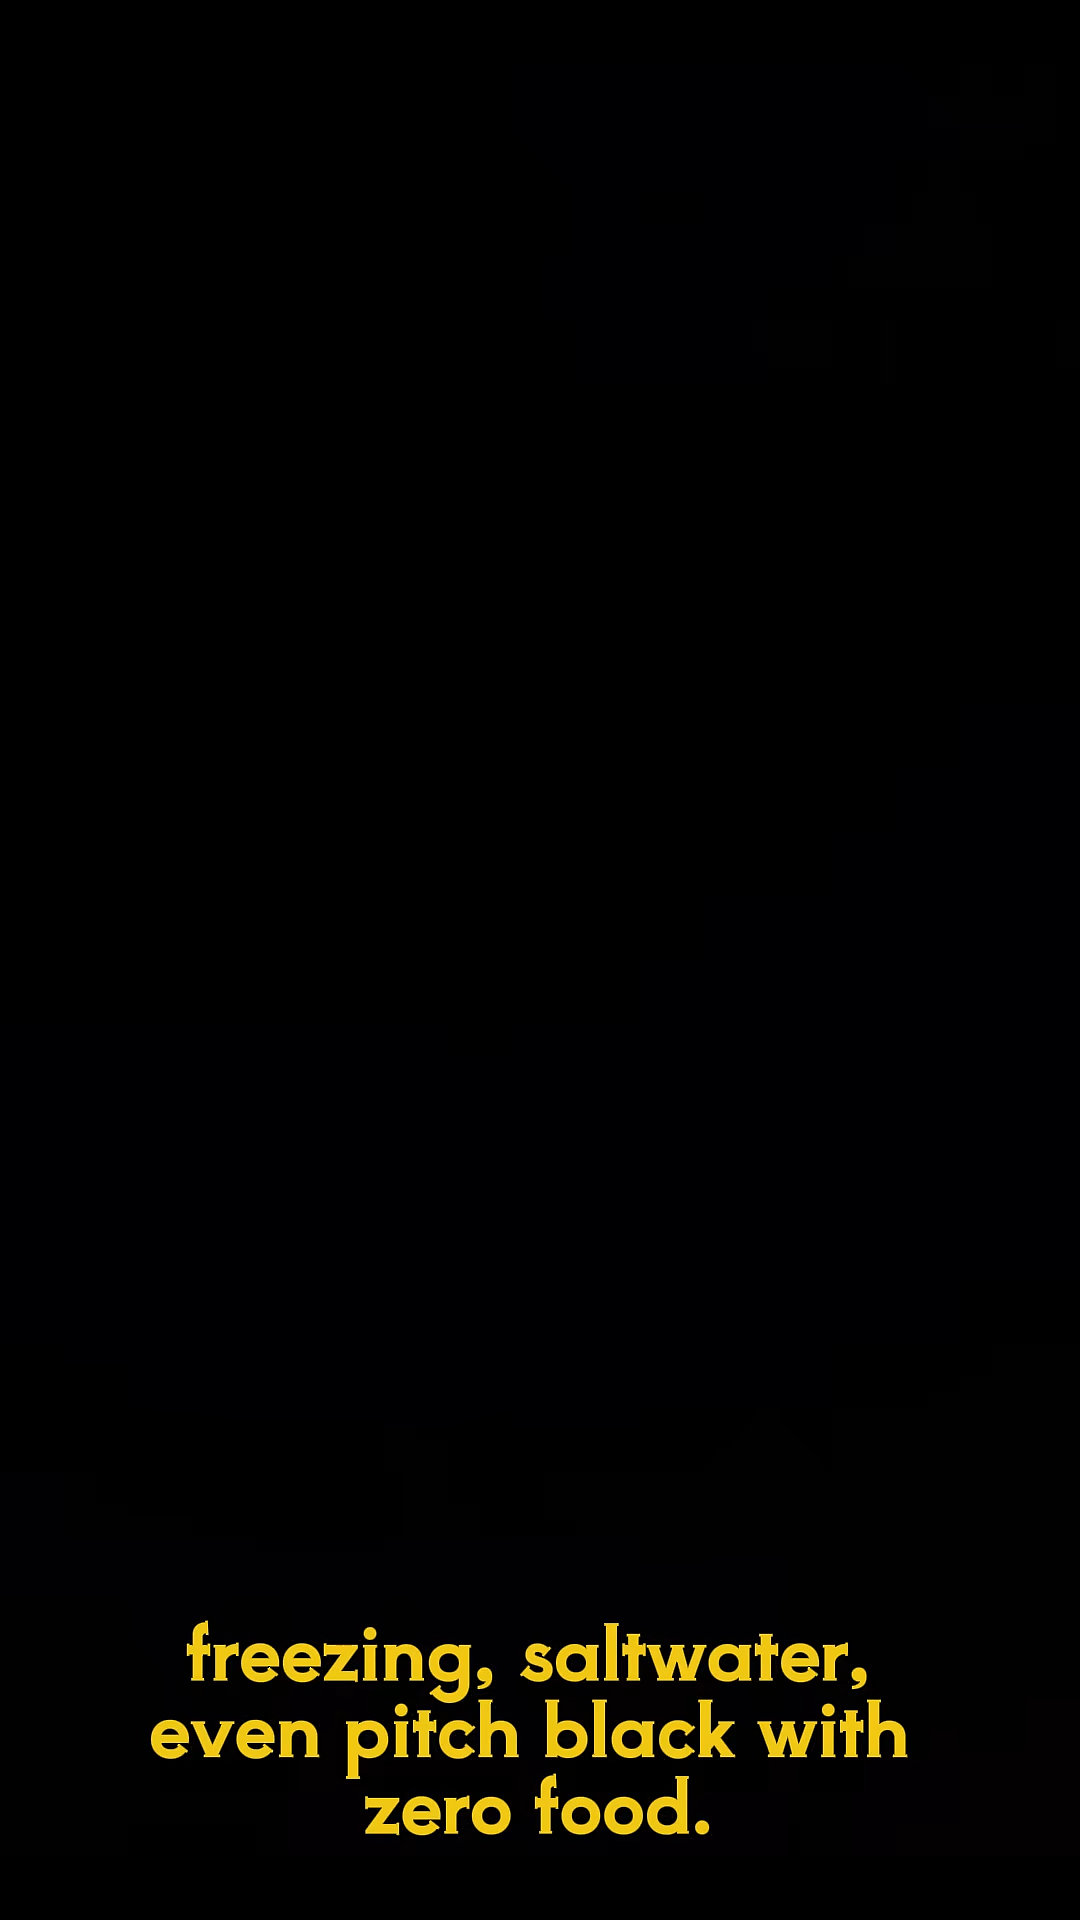 freezing, saltwater,
even pitch black with
zero food.